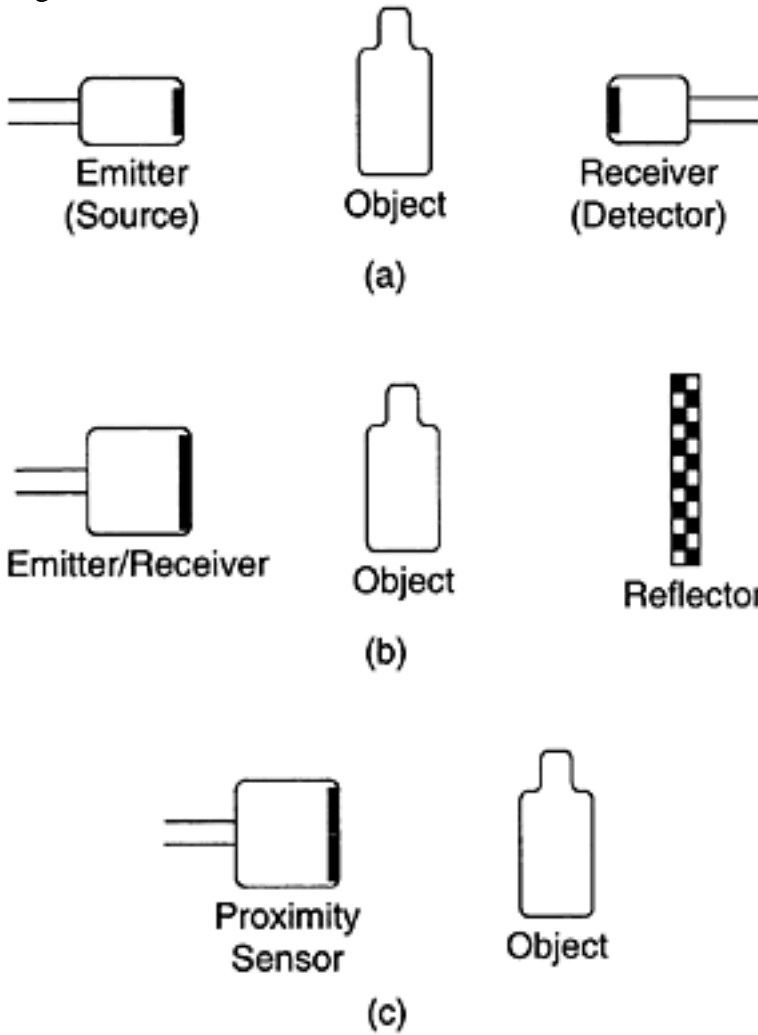 Emitter
(Source)
Object
Receiver
(Detector)
(a)
Emitter/Receiver
Object
Reflector
(b)
Proximity
Sensor
Object
(c)